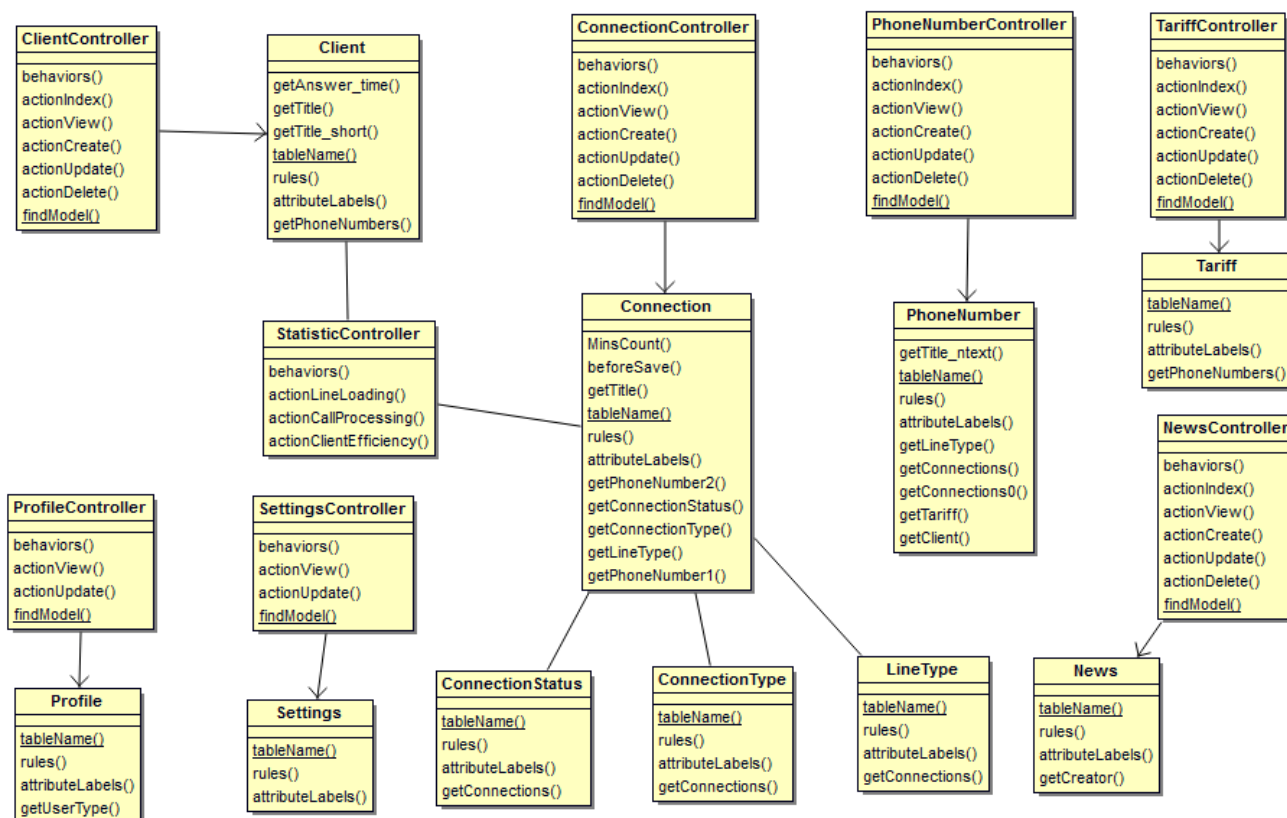 ClientController
behaviors()
actionIndex()
actionView()
actionCreate()
actionUpdate()
actionDelete()
findModel()
Client
getAnswer_time()
getTitle()
getTitle_short()
tableName()
rules()
attributeLabels()
getPhoneNumbers()
ConnectionController
behaviors()
actionIndex()
actionView()
actionCreate()
actionUpdate()
actionDelete()
findModel()
PhoneNumberController
behaviors()
actionIndex()
actionView()
actionCreate()
actionUpdate()
actionDelete()
findModel()
TariffController
behaviors()
actionIndex()
actionView()
actionCreate()
actionUpdate()
actionDelete()
findModel()
StatisticController
behaviors()
actionLineLoading()
actionCallProcessing()
actionClientEfficiency()
Connection
MinsCount()
beforeSave()
getTitle()
tableName()
rules()
attributeLabels()
getPhoneNumber2()
getConnectionStatus()
getConnectionType()
getLineType()
getPhoneNumber1()
PhoneNumber
getTitle_ntext()
tableName()
rules()
attributeLabels()
getLineType()
getConnections()
getConnections0()
getTariff()
getClient()
Tariff
tableName()
rules()
attributeLabels()
getPhoneNumbers()
NewsController
behaviors()
actionIndex()
actionView()
actionCreate()
actionUpdate()
actionDelete()
findModel()
ProfileController
behaviors()
actionView()
actionUpdate()
findModel()
SettingsController
behaviors()
actionView()
actionUpdate()
findModel()
Profile
tableName()
rules()
attributeLabels()
getUserType()
Settings
tableName()
rules()
attributeLabels()
ConnectionStatus
tableName()
rules()
attributeLabels()
getConnections()
ConnectionType
tableName()
rules()
attributeLabels()
getConnections()
LineType
tableName()
rules()
attributeLabels()
getConnections()
News
tableName()
rules()
attributeLabels()
getCreator()